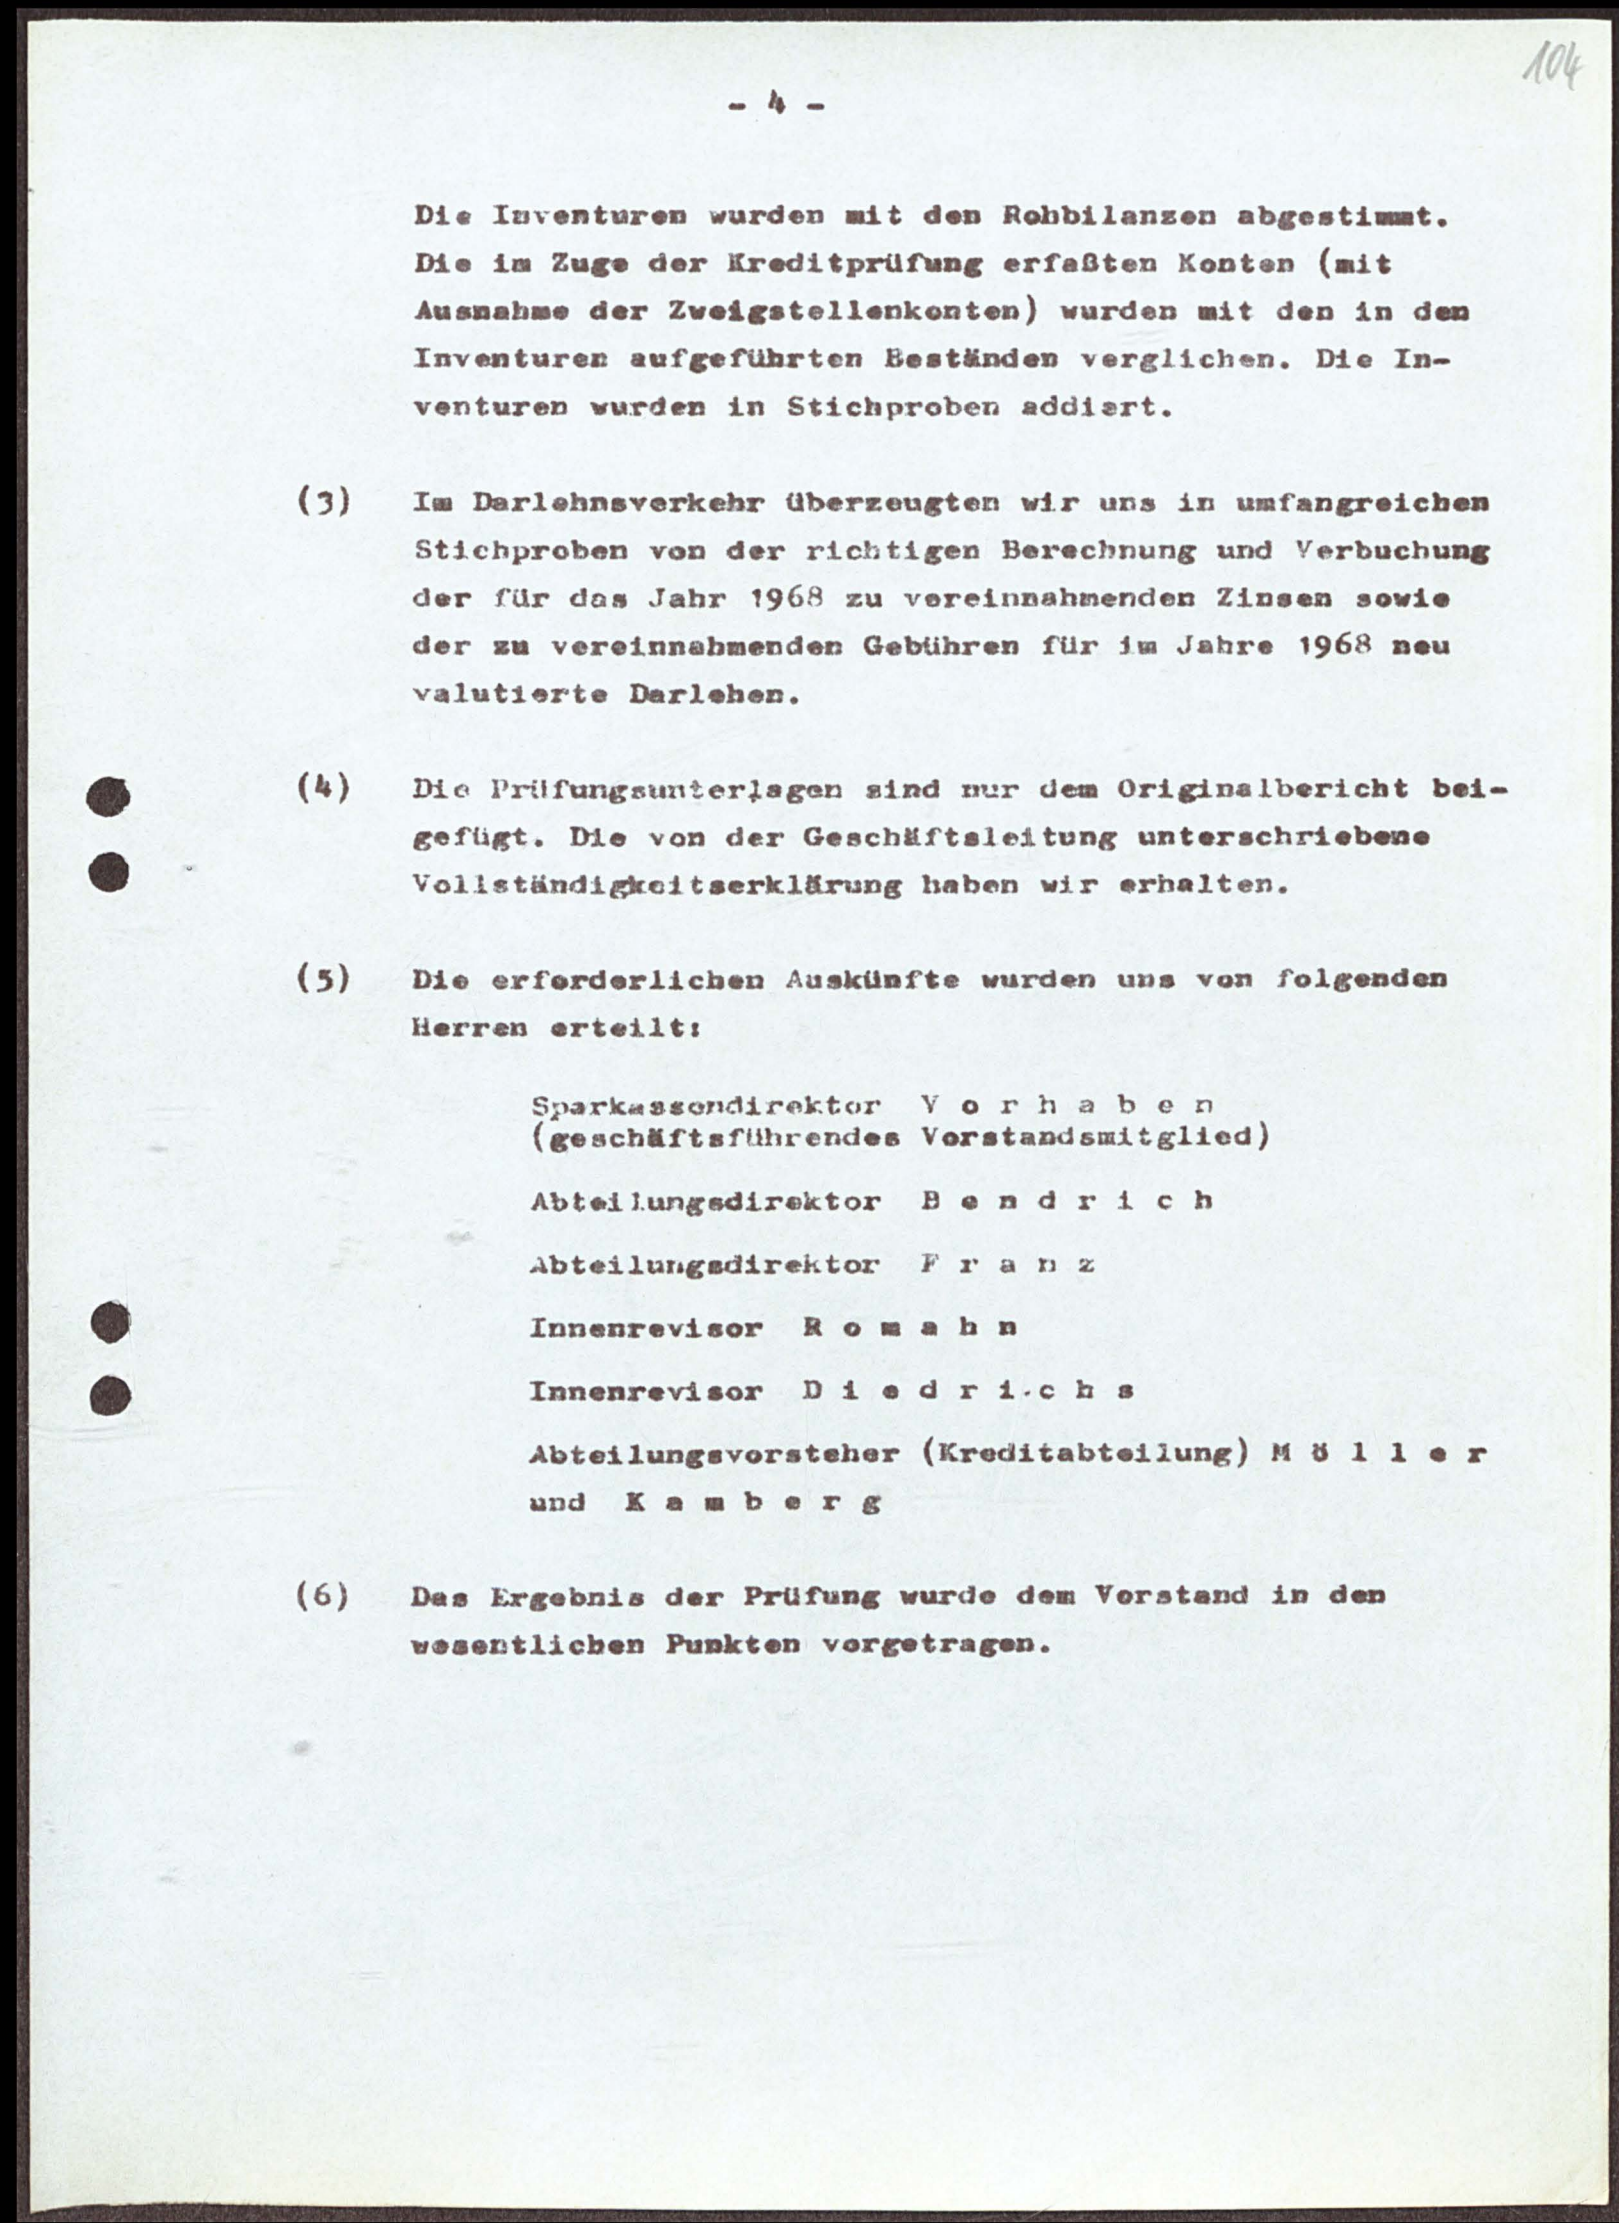 104
- 4 -
Die Inventuren wurden mit den Rohbilanzen abgestimmt.
Die im Zuge der Kreditprüfung erfaßten Konten (mit
Ausnahme der Zweigstellenkonten) wurden mit den in den
Inventuren aufgeführten Beständen verglichen. Die In-
venturen wurden in Stichproben addiert.
(3) Im Darlehnsverkehr überzeugten wir uns in umfangreichen
Stichproben von der richtigen Berechnung und Verbuchung
der für das Jahr 1968 zu vereinnahmenden Zinsen sowie
der zu vereinnahmenden Gebühren für im Jahre 1968 neu
valutierte Darlehen.
(4) Die Prüfungsunterlagen sind nur dem Originalbericht bei-
gefügt. Die von der Geschäftsleitung unterschriebene
Vollständigkeitserklärung haben wir erhalten.
(5) Die erforderlichen Auskünfte wurden uns von folgenden
Herren erteilt:
Sparkassendirektor V o r h a b e n
(geschäftsführendes Vorstandsmitglied)
Abteilungsdirektor B e n d r i c h
Abteilungsdirektor F r a n z
Innenrevisor R o m a h n
Innenrevisor D i e d r i c h s
Abteilungsvorsteher (Kreditabteilung) M ö l l e r
und K a m b e r g
(6) Das Ergebnis der Prüfung wurde dem Vorstand in den
wesentlichen Punkten vorgetragen.